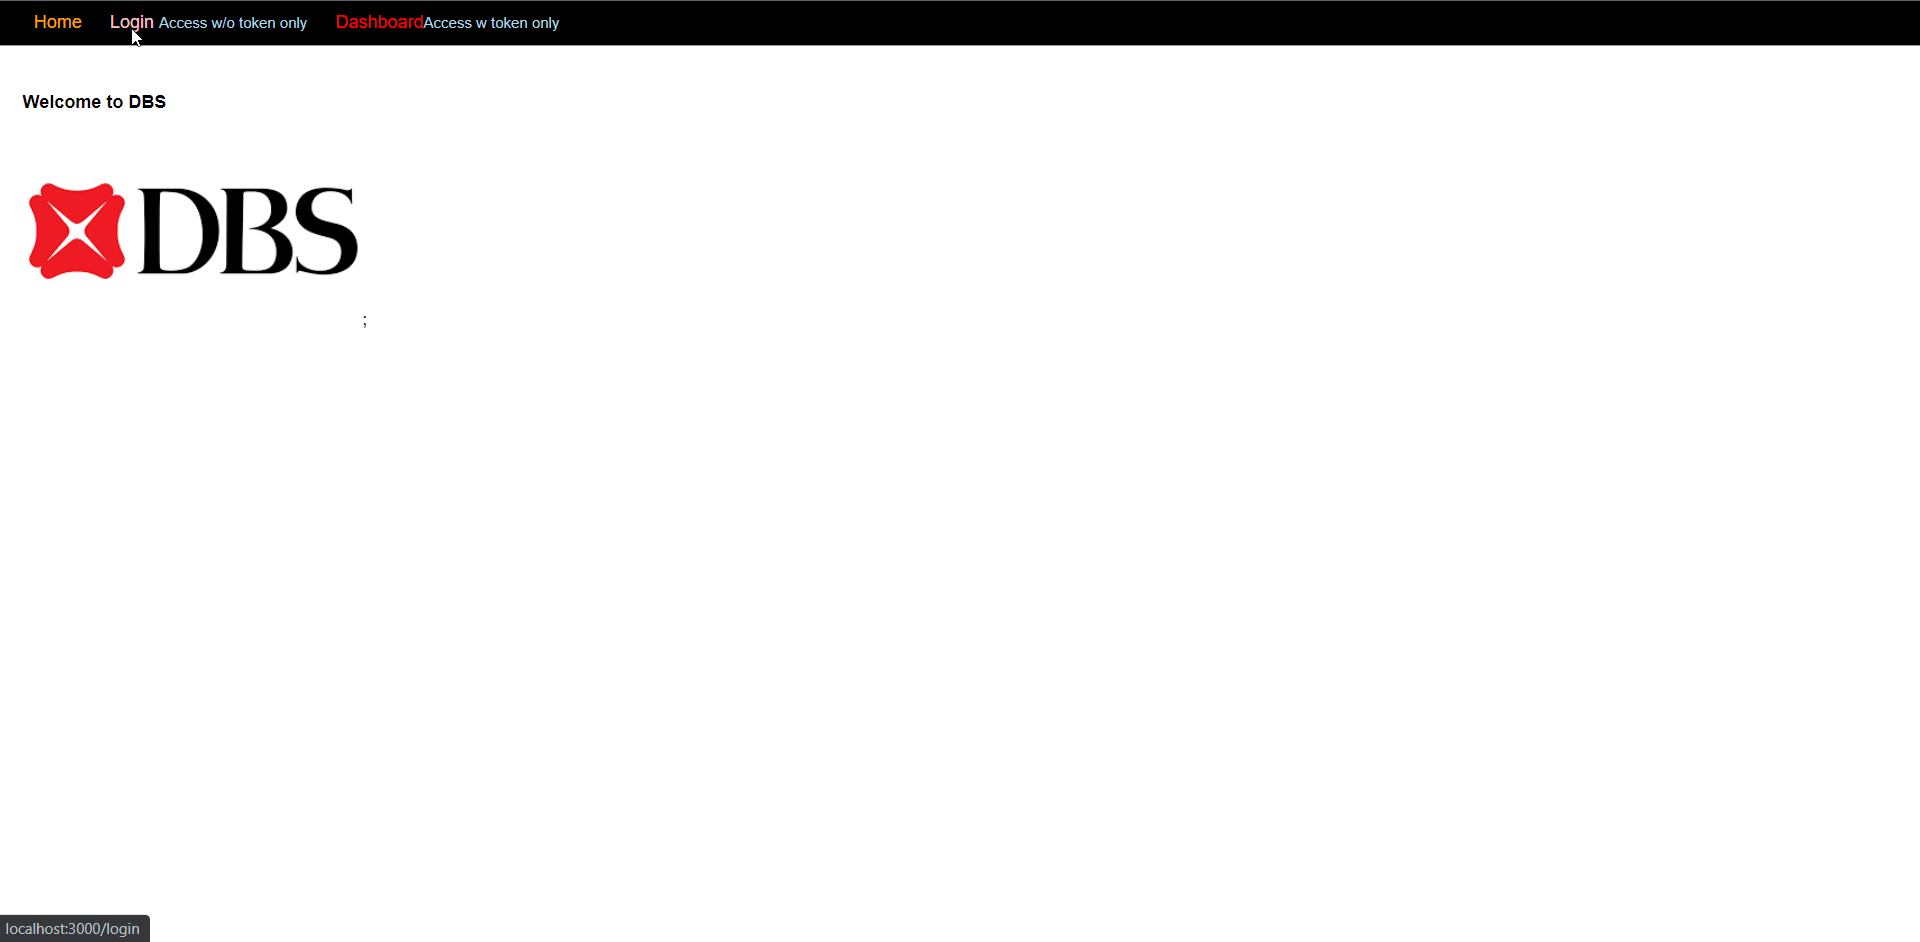 Home Login Access w/o token only DashboardAccess w token only
Welcome to DBS
DBS
;
localhost:3000/login